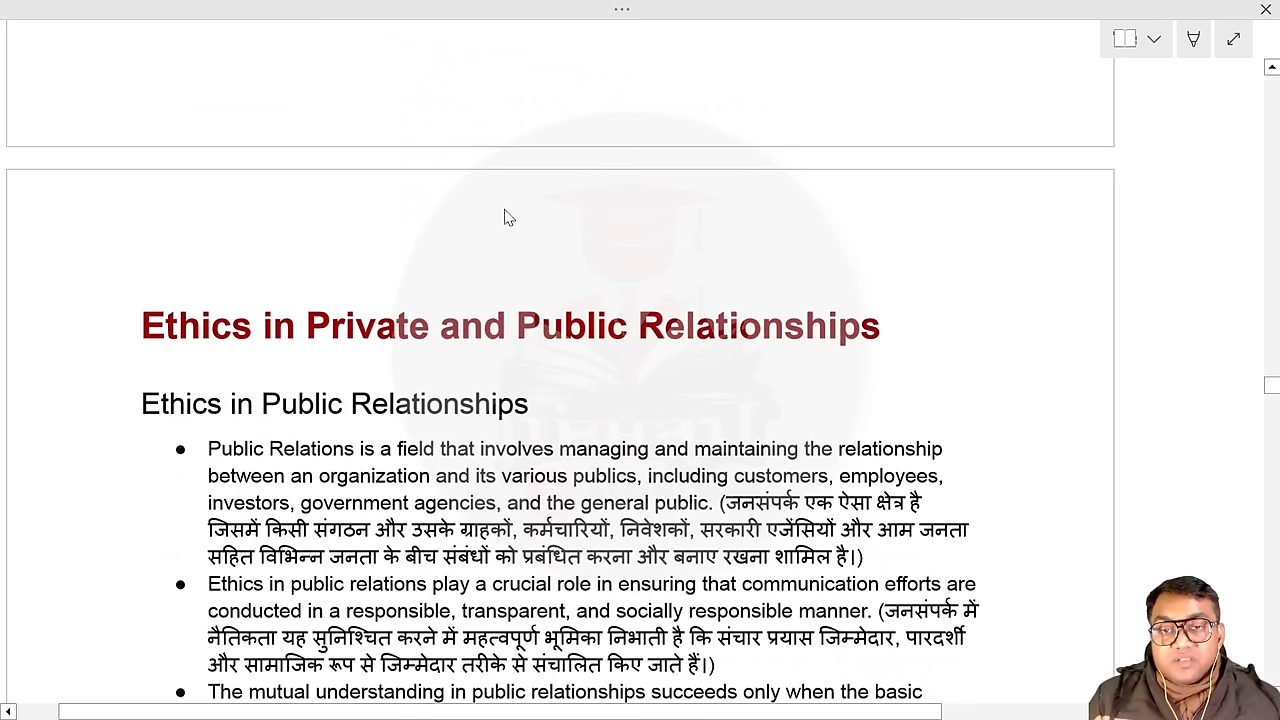 Ethics in Private and Public Relationships
Ethics in Public Relationships
● Public Relations is a field that involves managing and maintaining the relationship
between an organization and its various publics, including customers, employees,
investors, government agencies, and the general public. (जनसंपर्क एक ऐसा क्षेत्र है
जिसमें किसी संगठन और उसके ग्राहकों, कर्मचारियों, निवेशकों, सरकारी एजेंसियों और आम जनता
सहित विभिन्न जनता के बीच संबंधों को प्रबंधित करना और बनाए रखना शामिल है।)
● Ethics in public relations play a crucial role in ensuring that communication efforts are
conducted in a responsible, transparent, and socially responsible manner. (जनसंपर्क में
नैतिकता यह सुनिश्चित करने में महत्वपूर्ण भूमिका निभाती है कि संचार प्रयास जिम्मेदार, पारदर्शी
और सामाजिक रूप से जिम्मेदार तरीके से संचालित किए जाते हैं।)
● The mutual understanding in public relationships succeeds only when the basic